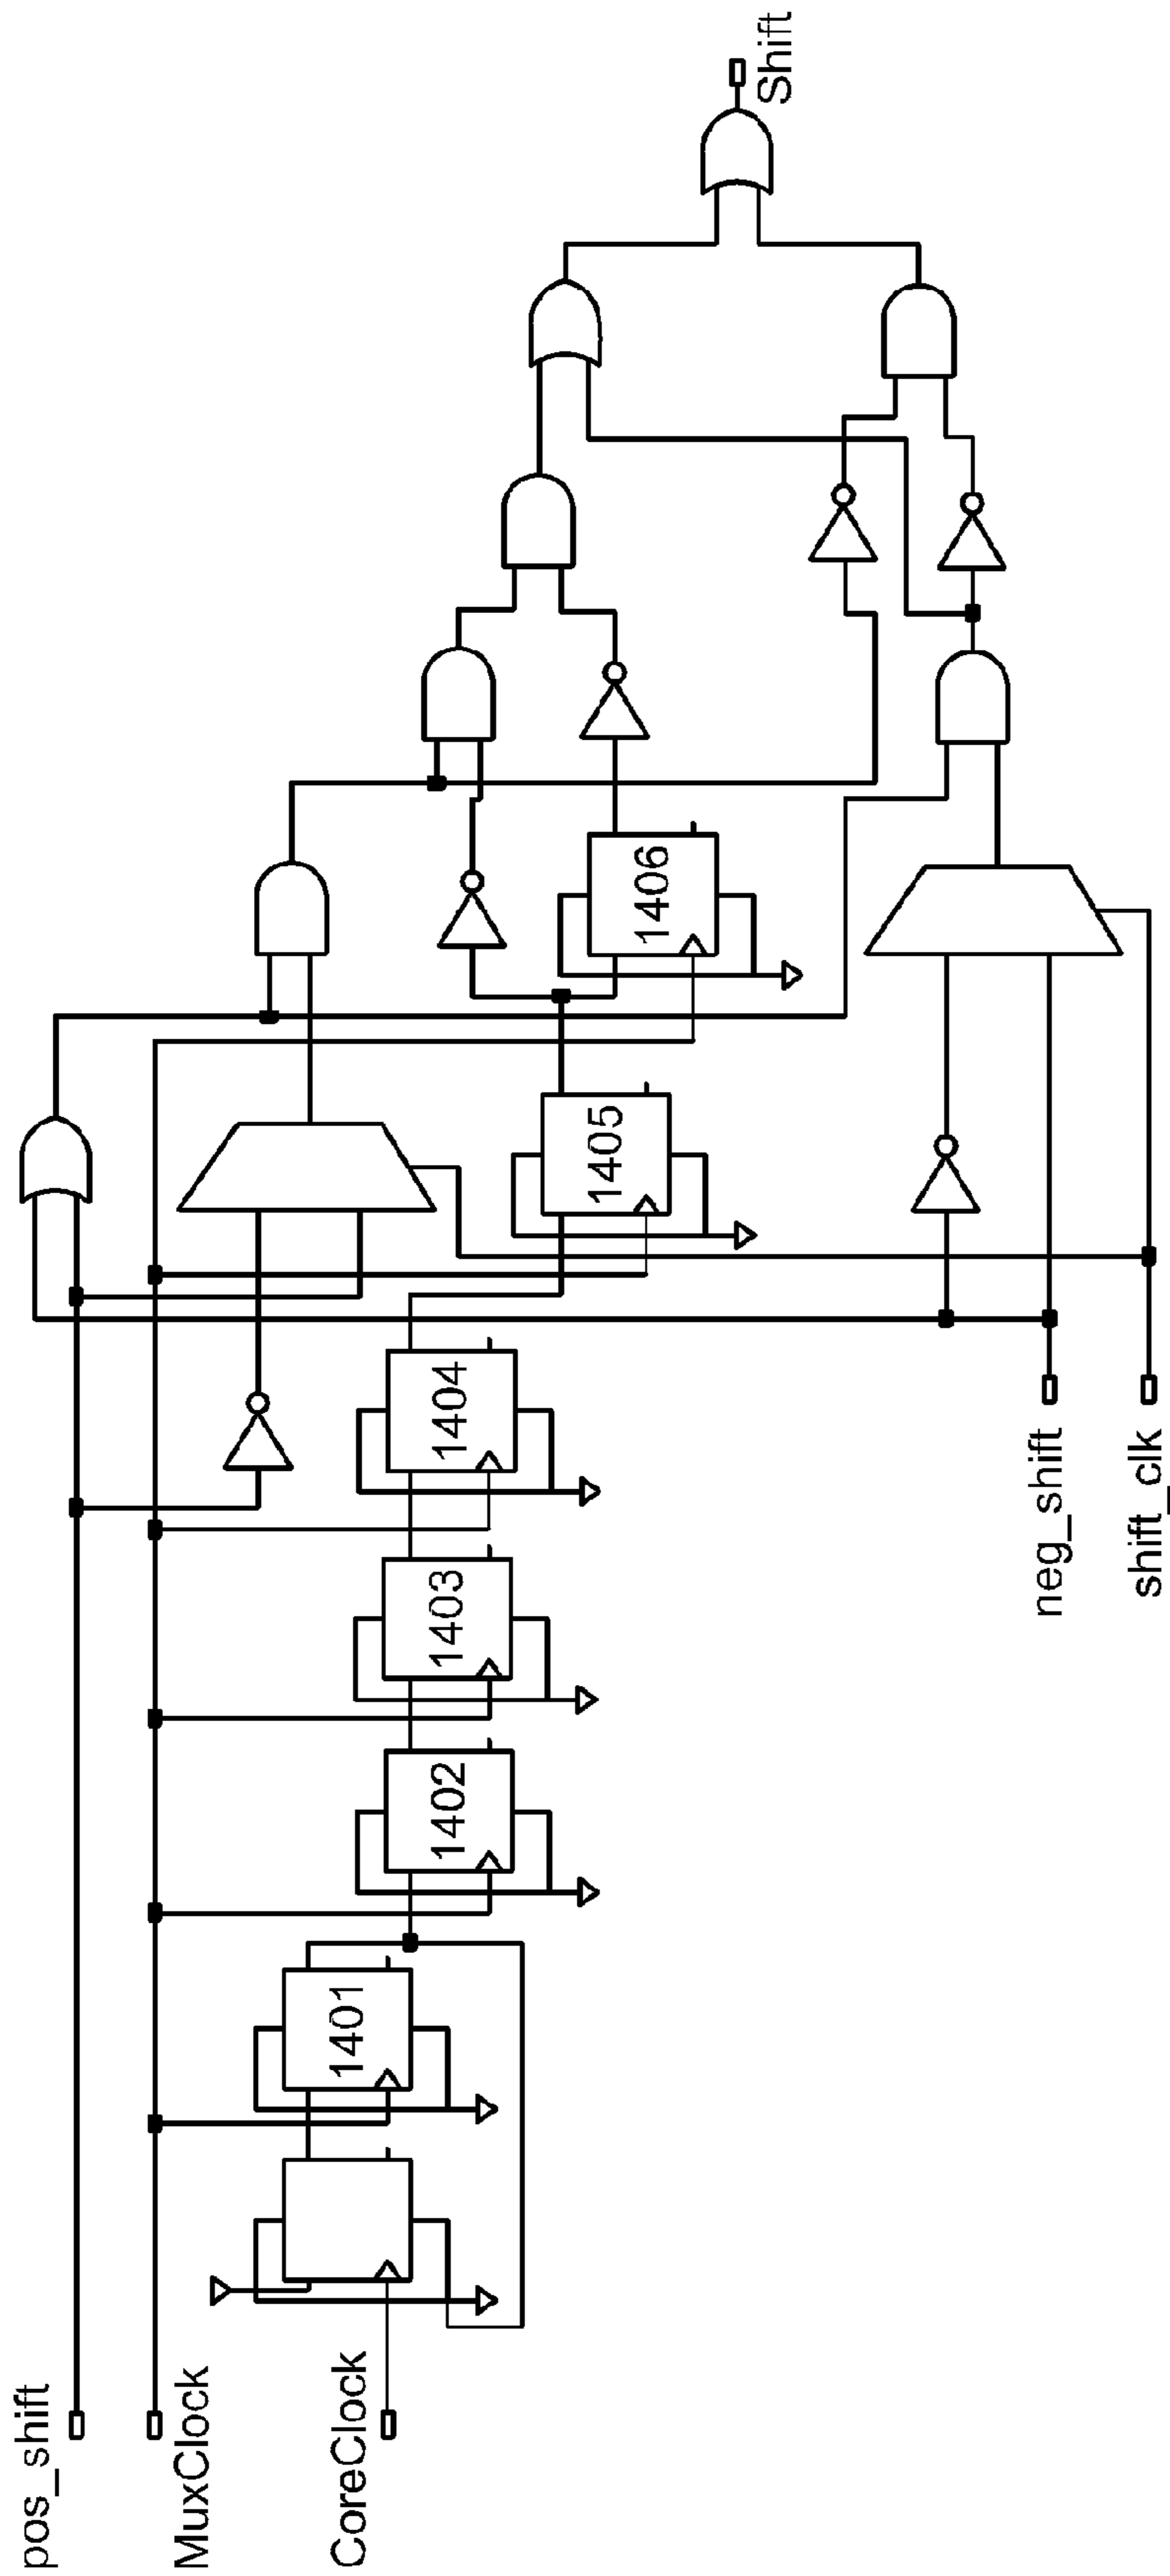 pos_shift
MuxClock
CoreClock
1401
1402
1403
1404
1405
1406
neg_shift
shift_clk
Shift